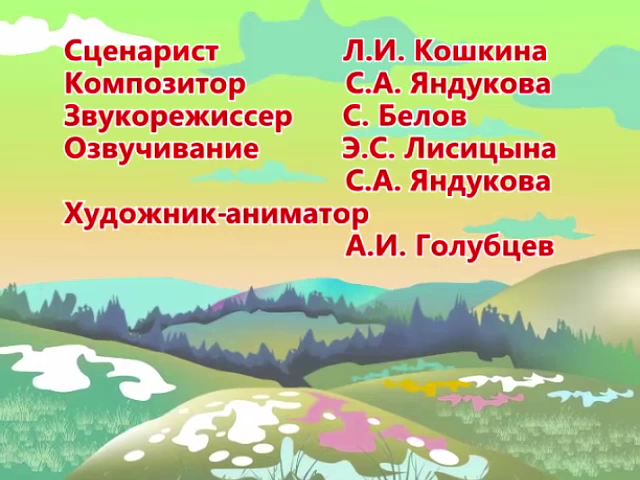 Сценарист Л.И. Кошкина
Композитор С.А. Яндукова
Звукорежиссер С. Белов
Озвучивание Э.С. Лисицына
С.А. Яндукова
Художник-аниматор
А.И. Голубцев